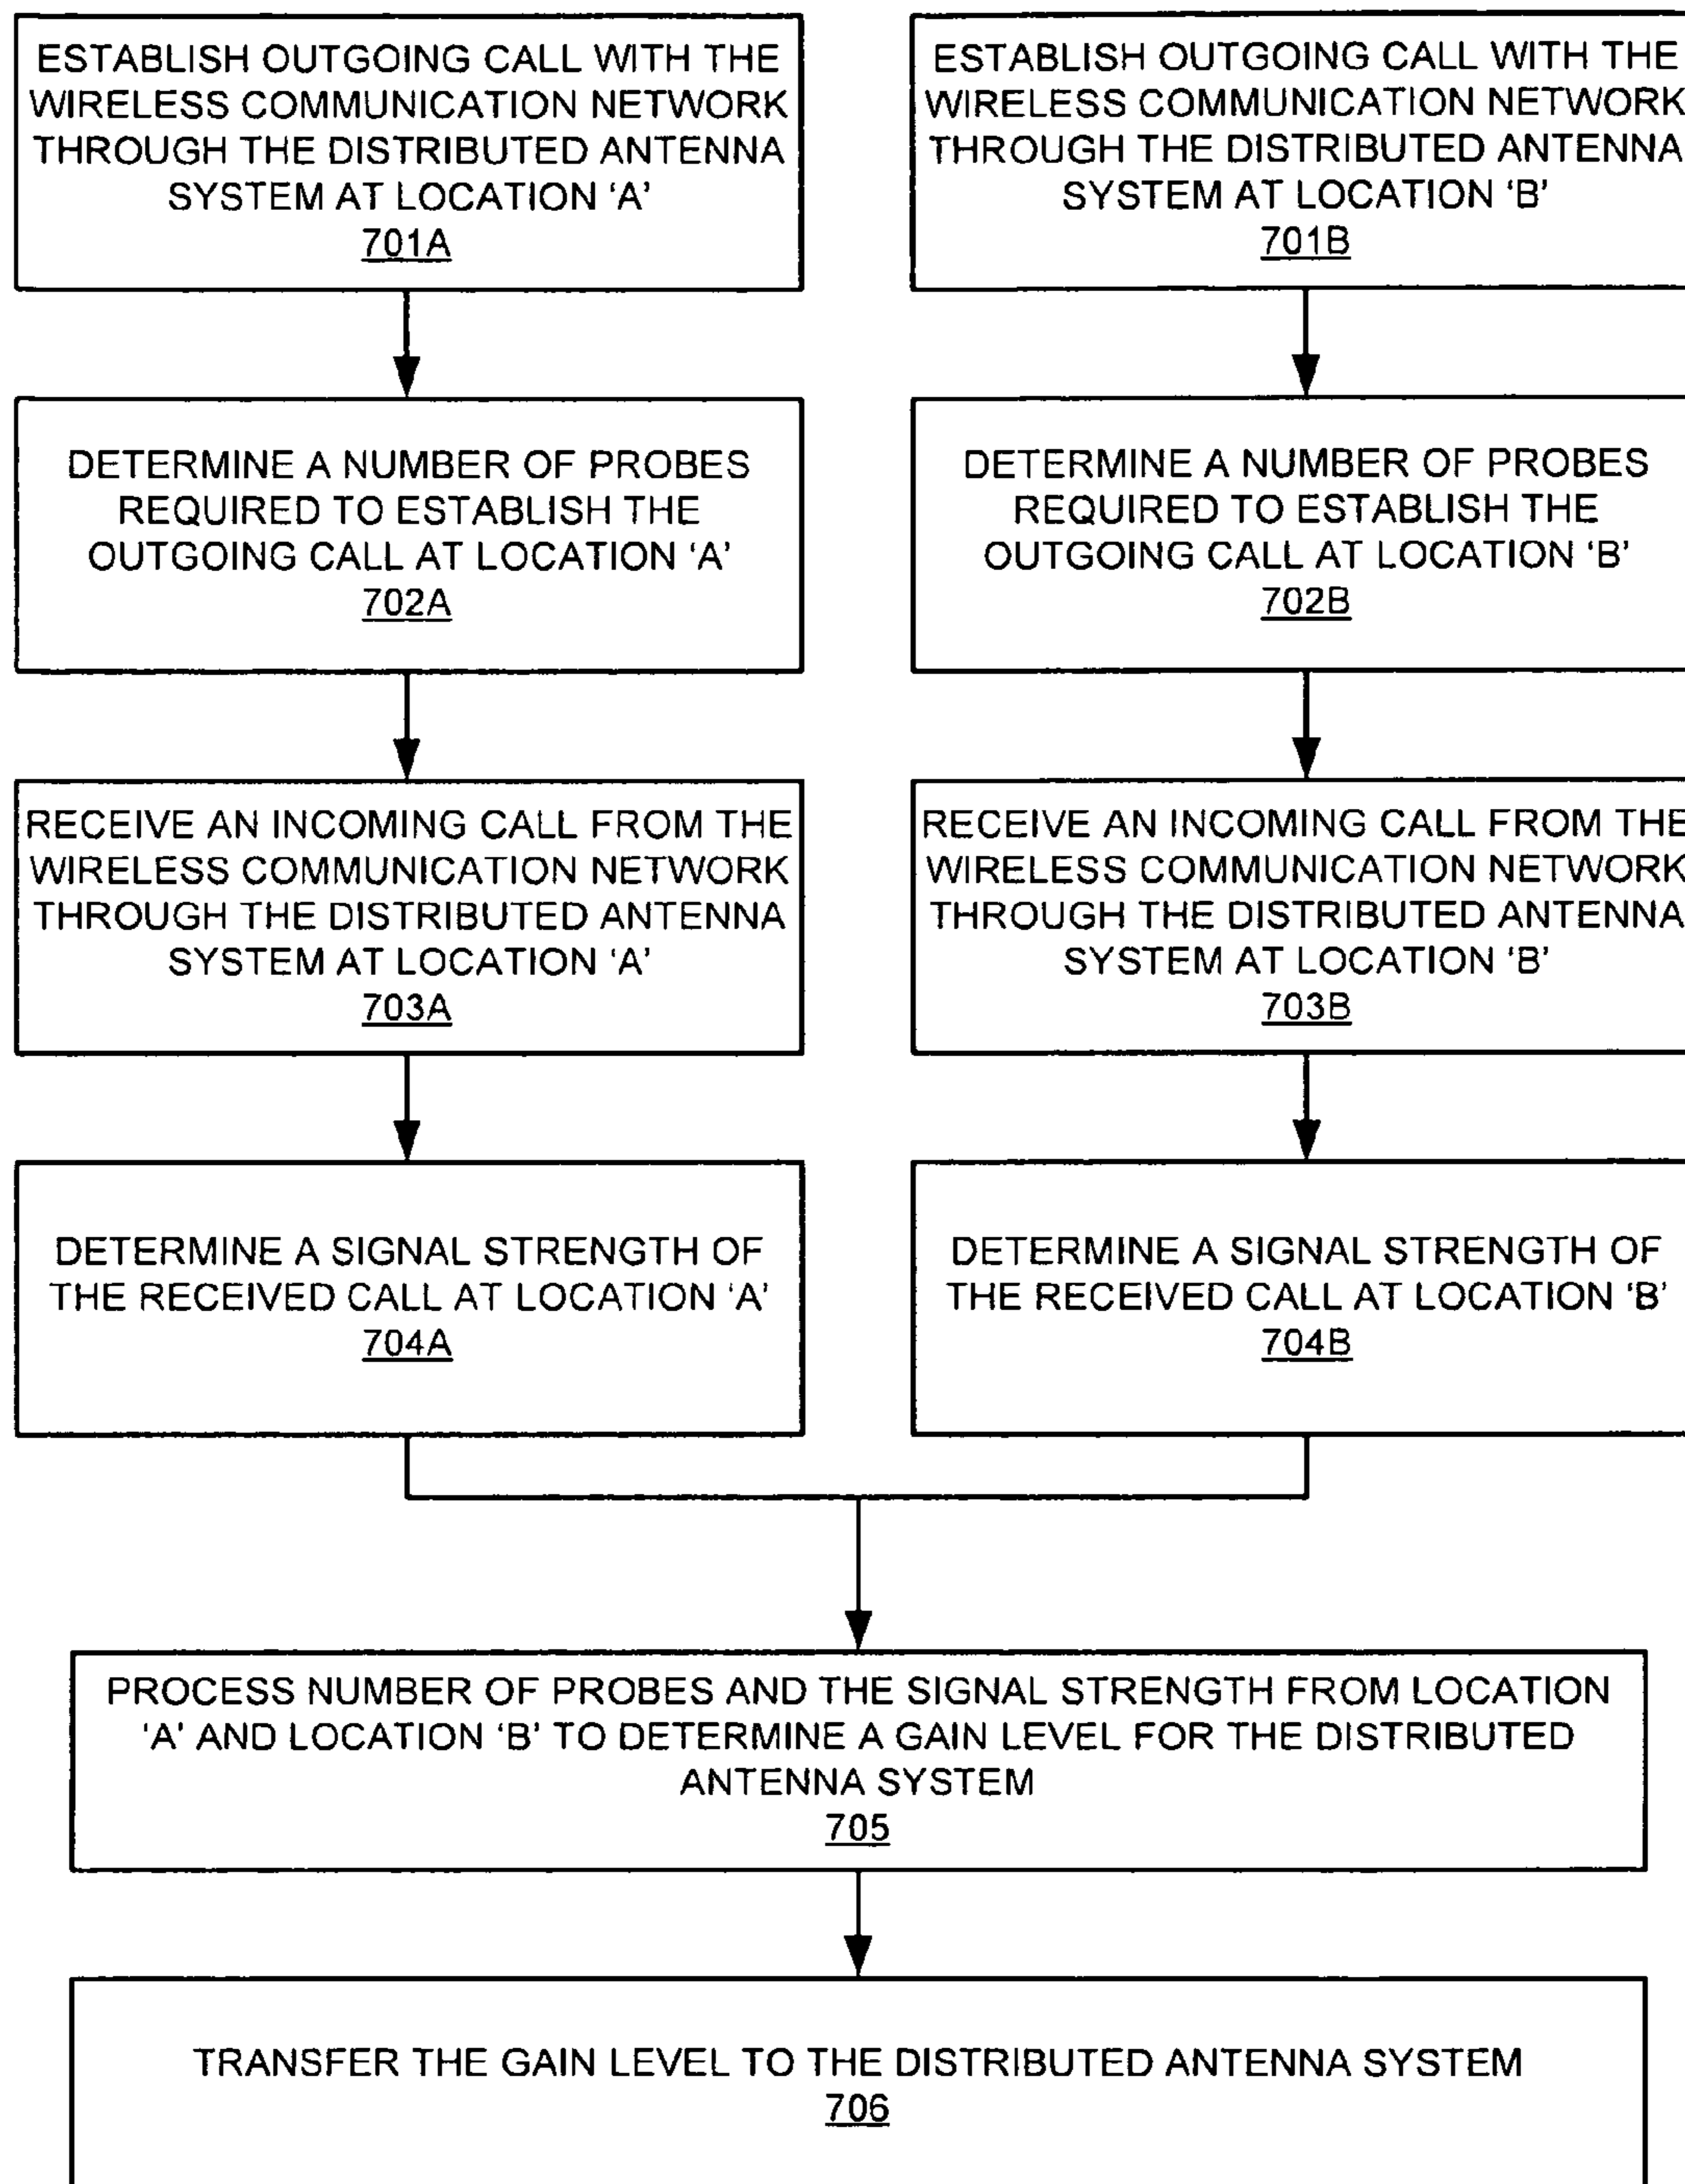 ESTABLISH OUTGOING CALL WITH THE
WIRELESS COMMUNICATION NETWORK
THROUGH THE DISTRIBUTED ANTENNA
SYSTEM AT LOCATION ‘A’
701A
ESTABLISH OUTGOING CALL WITH THE
WIRELESS COMMUNICATION NETWORK
THROUGH THE DISTRIBUTED ANTENNA
SYSTEM AT LOCATION ‘B’
701B
DETERMINE A NUMBER OF PROBES
REQUIRED TO ESTABLISH THE
OUTGOING CALL AT LOCATION ‘A’
702A
DETERMINE A NUMBER OF PROBES
REQUIRED TO ESTABLISH THE
OUTGOING CALL AT LOCATION ‘B’
702B
RECEIVE AN INCOMING CALL FROM THE
WIRELESS COMMUNICATION NETWORK
THROUGH THE DISTRIBUTED ANTENNA
SYSTEM AT LOCATION ‘A’
703A
RECEIVE AN INCOMING CALL FROM THE
WIRELESS COMMUNICATION NETWORK
THROUGH THE DISTRIBUTED ANTENNA
SYSTEM AT LOCATION ‘B’
703B
DETERMINE A SIGNAL STRENGTH OF
THE RECEIVED CALL AT LOCATION ‘A’
704A
DETERMINE A SIGNAL STRENGTH OF
THE RECEIVED CALL AT LOCATION ‘B’
704B
PROCESS NUMBER OF PROBES AND THE SIGNAL STRENGTH FROM LOCATION
‘A’ AND LOCATION ‘B’ TO DETERMINE A GAIN LEVEL FOR THE DISTRIBUTED
ANTENNA SYSTEM
705
TRANSFER THE GAIN LEVEL TO THE DISTRIBUTED ANTENNA SYSTEM
706